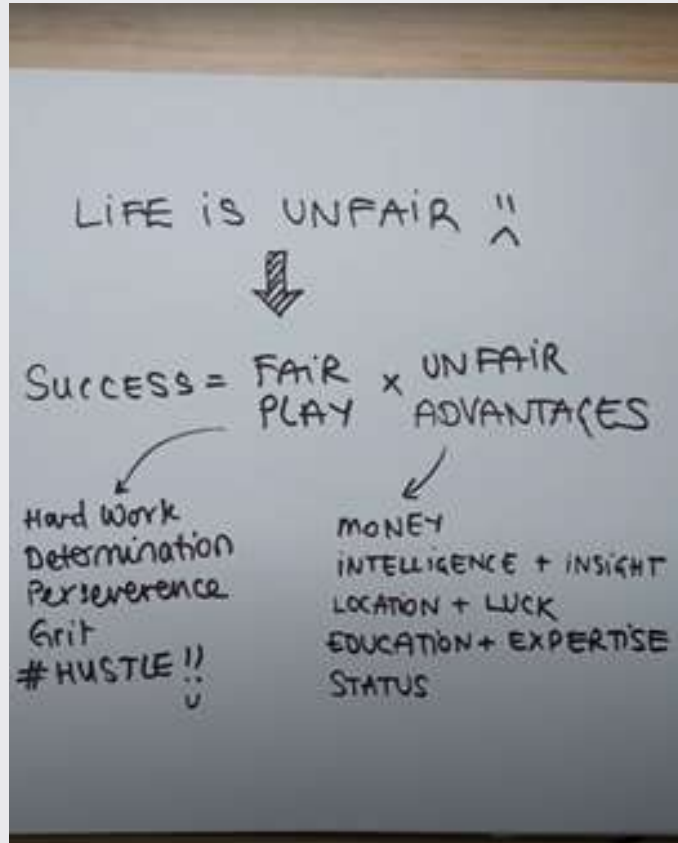 LiFE iS UNFAiR
SUCCESS = FAiR PLAY x UNFAiR ADVANTAGES
Hard Work
Determination
Perseverence
Grit
#HUSTLE !!
MONEY
iNTELLiGENCE + iNSiGHT
LOCATiON + LUCK
EDUCATiON + EXPERTiSE
STATUS